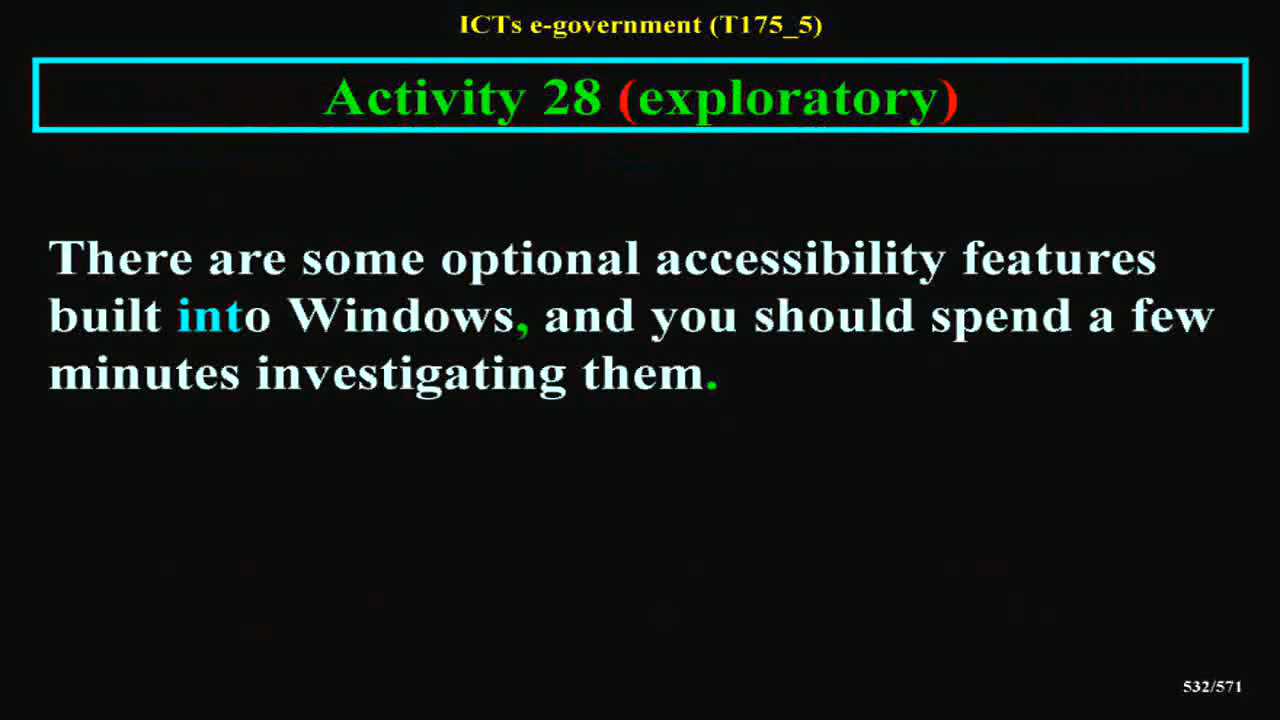 ICTs e-government (T175_5)
Activity 28 (exploratory)
There are some optional accessibility features
built into Windows, and you should spend a few
minutes investigating them.
532/571